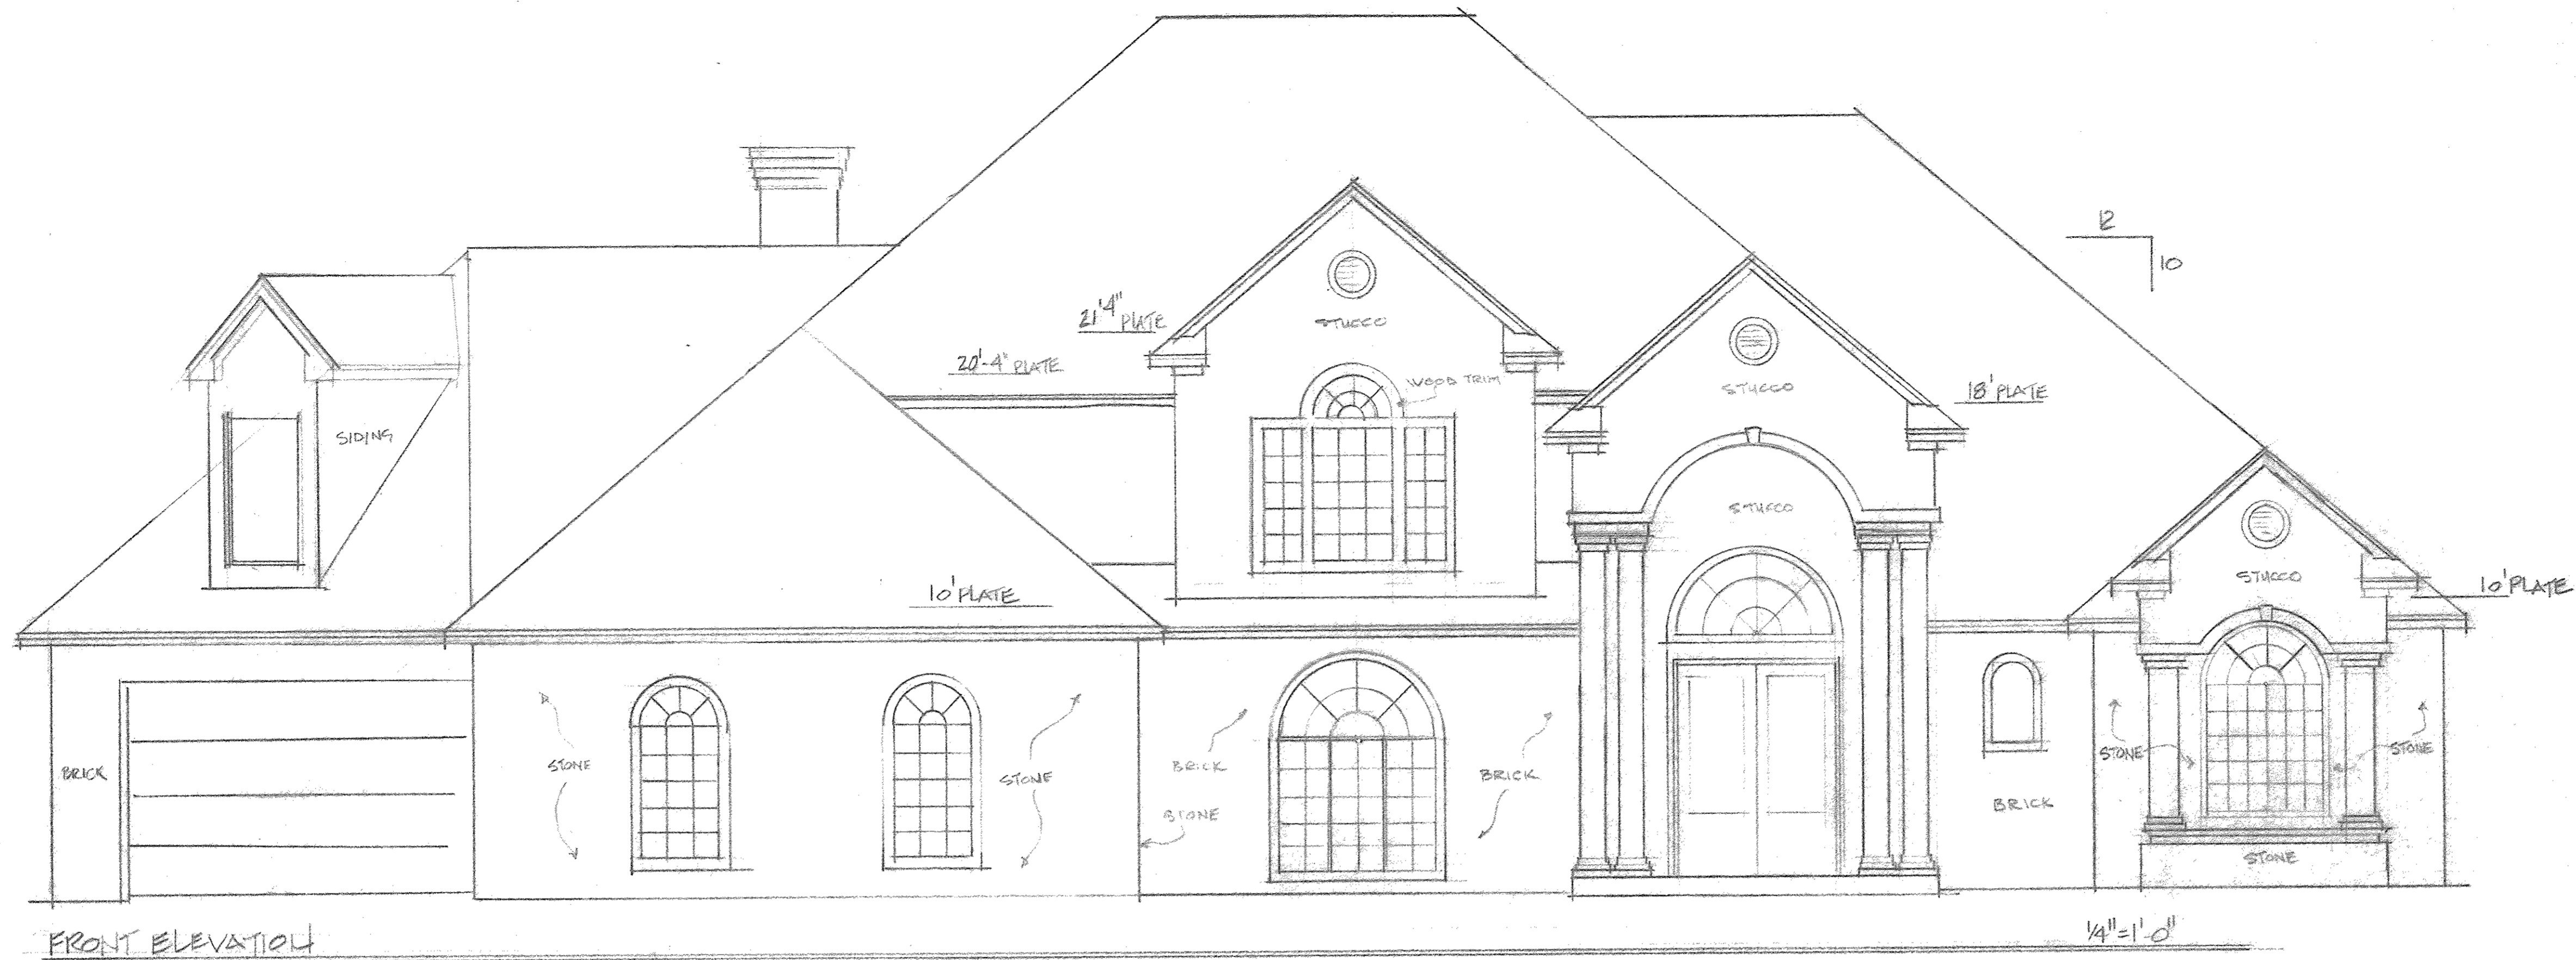 12
10
21'4" PLATE
STUCCO
20'-4" PLATE
WOOD TRIM
STUCCO
18' PLATE
SIDING
STUCCO
STUCCO
10' PLATE
10' PLATE
BRICK
STONE
STONE
BRICK
STONE
BRICK
BRICK
STONE
STONE
STONE
FRONT ELEVATION
1/4"=1'-0"